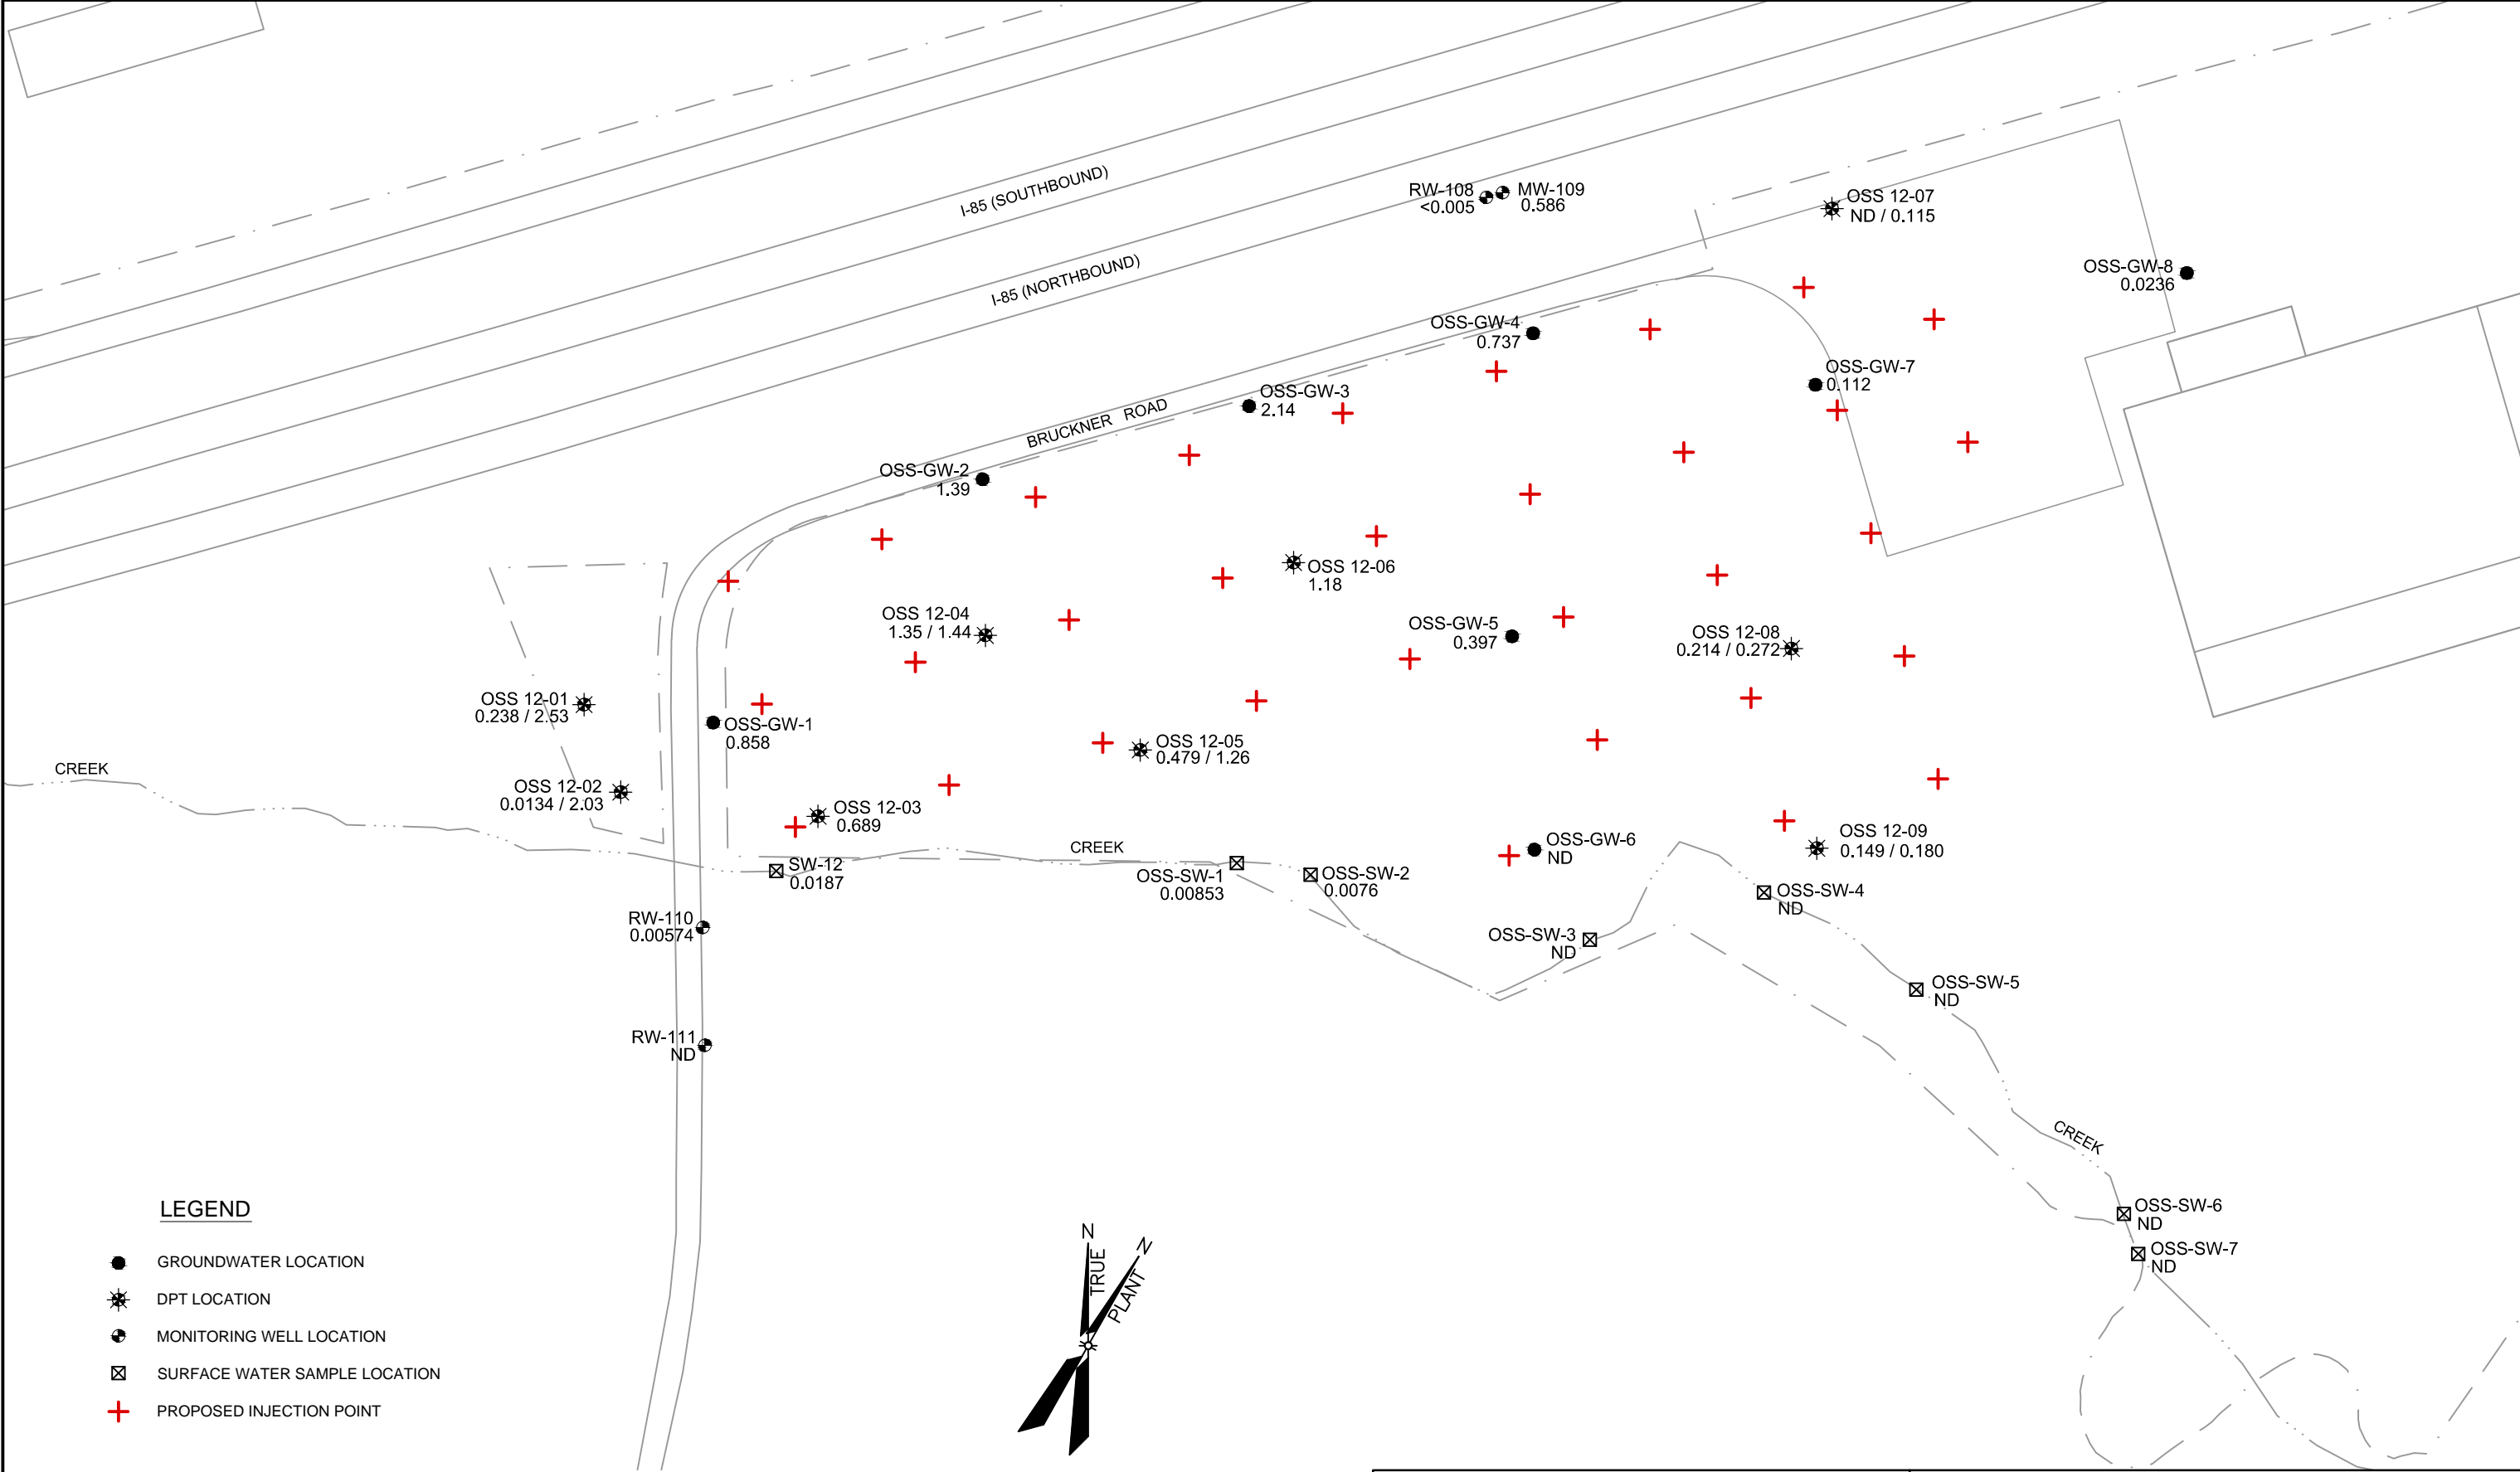 I-85 (SOUTHBOUND)
I-85 (NORTHBOUND)
BRUCKNER ROAD
RW-108
<0.005
MW-109
0.586
OSS 12-07
ND / 0.115
OSS-GW-8
0.0236
OSS-GW-4
0.737
OSS-GW-7
0.112
OSS-GW-3
2.14
OSS-GW-2
1.39
OSS 12-06
1.18
OSS 12-04
1.35 / 1.44
OSS-GW-5
0.397
OSS 12-08
0.214 / 0.272
OSS 12-01
0.238 / 2.53
OSS-GW-1
0.858
OSS 12-05
0.479 / 1.26
CREEK
OSS 12-02
0.0134 / 2.03
OSS 12-03
0.689
OSS 12-09
0.149 / 0.180
CREEK
OSS-GW-6
ND
SW-12
0.0187
OSS-SW-1
0.00853
OSS-SW-2
0.0076
OSS-SW-4
ND
RW-110
0.00574
OSS-SW-3
ND
OSS-SW-5
ND
RW-111
ND
CREEK
OSS-SW-6
ND
OSS-SW-7
ND
N
TRUE
N
PLANT
LEGEND
GROUNDWATER LOCATION
DPT LOCATION
MONITORING WELL LOCATION
SURFACE WATER SAMPLE LOCATION
PROPOSED INJECTION POINT